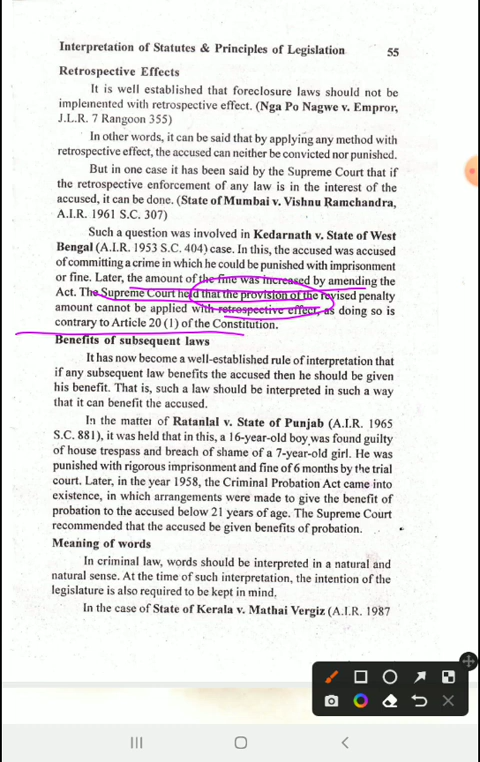 Interpretation of Statutes & Principles of Legislation 55
Retrospective Effects
It is well established that foreclosure laws should not be
implemented with retrospective effect. (Nga Po Nagwe v. Empror,
J.L.R. 7 Rangoon 355)
In other words, it can be said that by applying any method with
retrospective effect, the accused can neither be convicted nor punished.
But in one case it has been said by the Supreme Court that if
the retrospective enforcement of any law is in the interest of the
accused, it can be done. (State of Mumbai v. Vishnu Ramchandra,
A.I.R. 1961 S.C. 307)
Such a question was involved in Kedarnath v. State of West
Bengal (A.I.R. 1953 S.C. 404) case. In this, the accused was accused
of committing a crime in which he could be punished with imprisonment
or fine. Later, the amount of the fine was increased by amending the
Act. The Supreme Court held that the provision of the revised penalty
amount cannot be applied with retrospective effect, as doing so is
contrary to Article 20 (1) of the Constitution.
Benefits of subsequent laws
It has now become a well-established rule of interpretation that
if any subsequent law benefits the accused then he should be given
his benefit. That is, such a law should be interpreted in such a way
that it can benefit the accused.
In the matter of Ratanlal v. State of Punjab (A.I.R. 1965
S.C. 881), it was held that in this, a 16-year-old boy was found guilty
of house trespass and breach of shame of a 7-year-old girl. He was
punished with rigorous imprisonment and fine of 6 months by the trial
court. Later, in the year 1958, the Criminal Probation Act came into
existence, in which arrangements were made to give the benefit of
probation to the accused below 21 years of age. The Supreme Court
recommended that the accused be given benefits of probation.
Meaning of words
In criminal law, words should be interpreted in a natural and
natural sense. At the time of such interpretation, the intention of the
legislature is also required to be kept in mind.
In the case of State of Kerala v. Mathai Vergiz (A.I.R. 1987